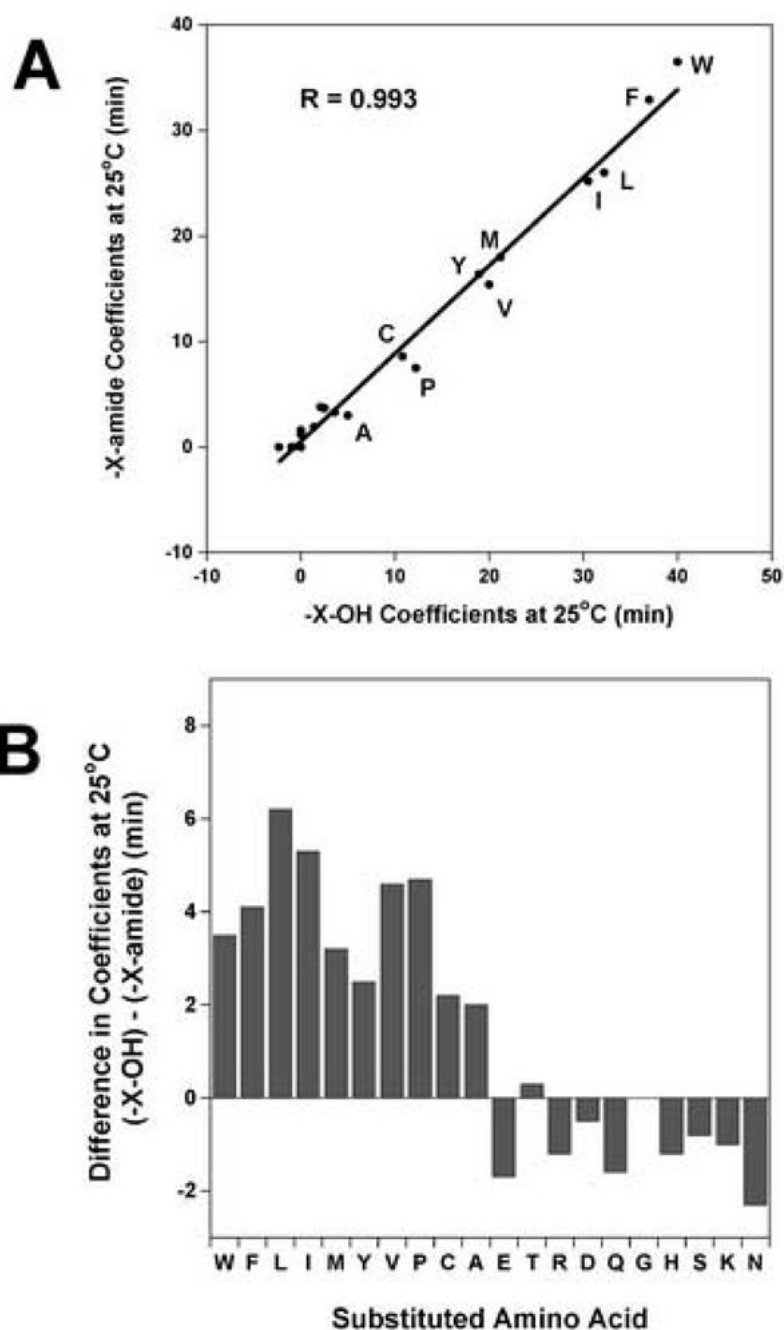 A
-X-amide Coefficients at 25°C (min)
40
30
20
10
0
-10
R = 0.993
W
F
L
I
M
Y
V
C
P
A
-10 0 10 20 30 40 50
-X-OH Coefficients at 25°C (min)
B
Difference in Coefficients at 25°C
(-X-OH) - (-X-amide) (min)
8
6
4
2
0
-2
W F L I M Y V P C A E T R D Q G H S K N
Substituted Amino Acid